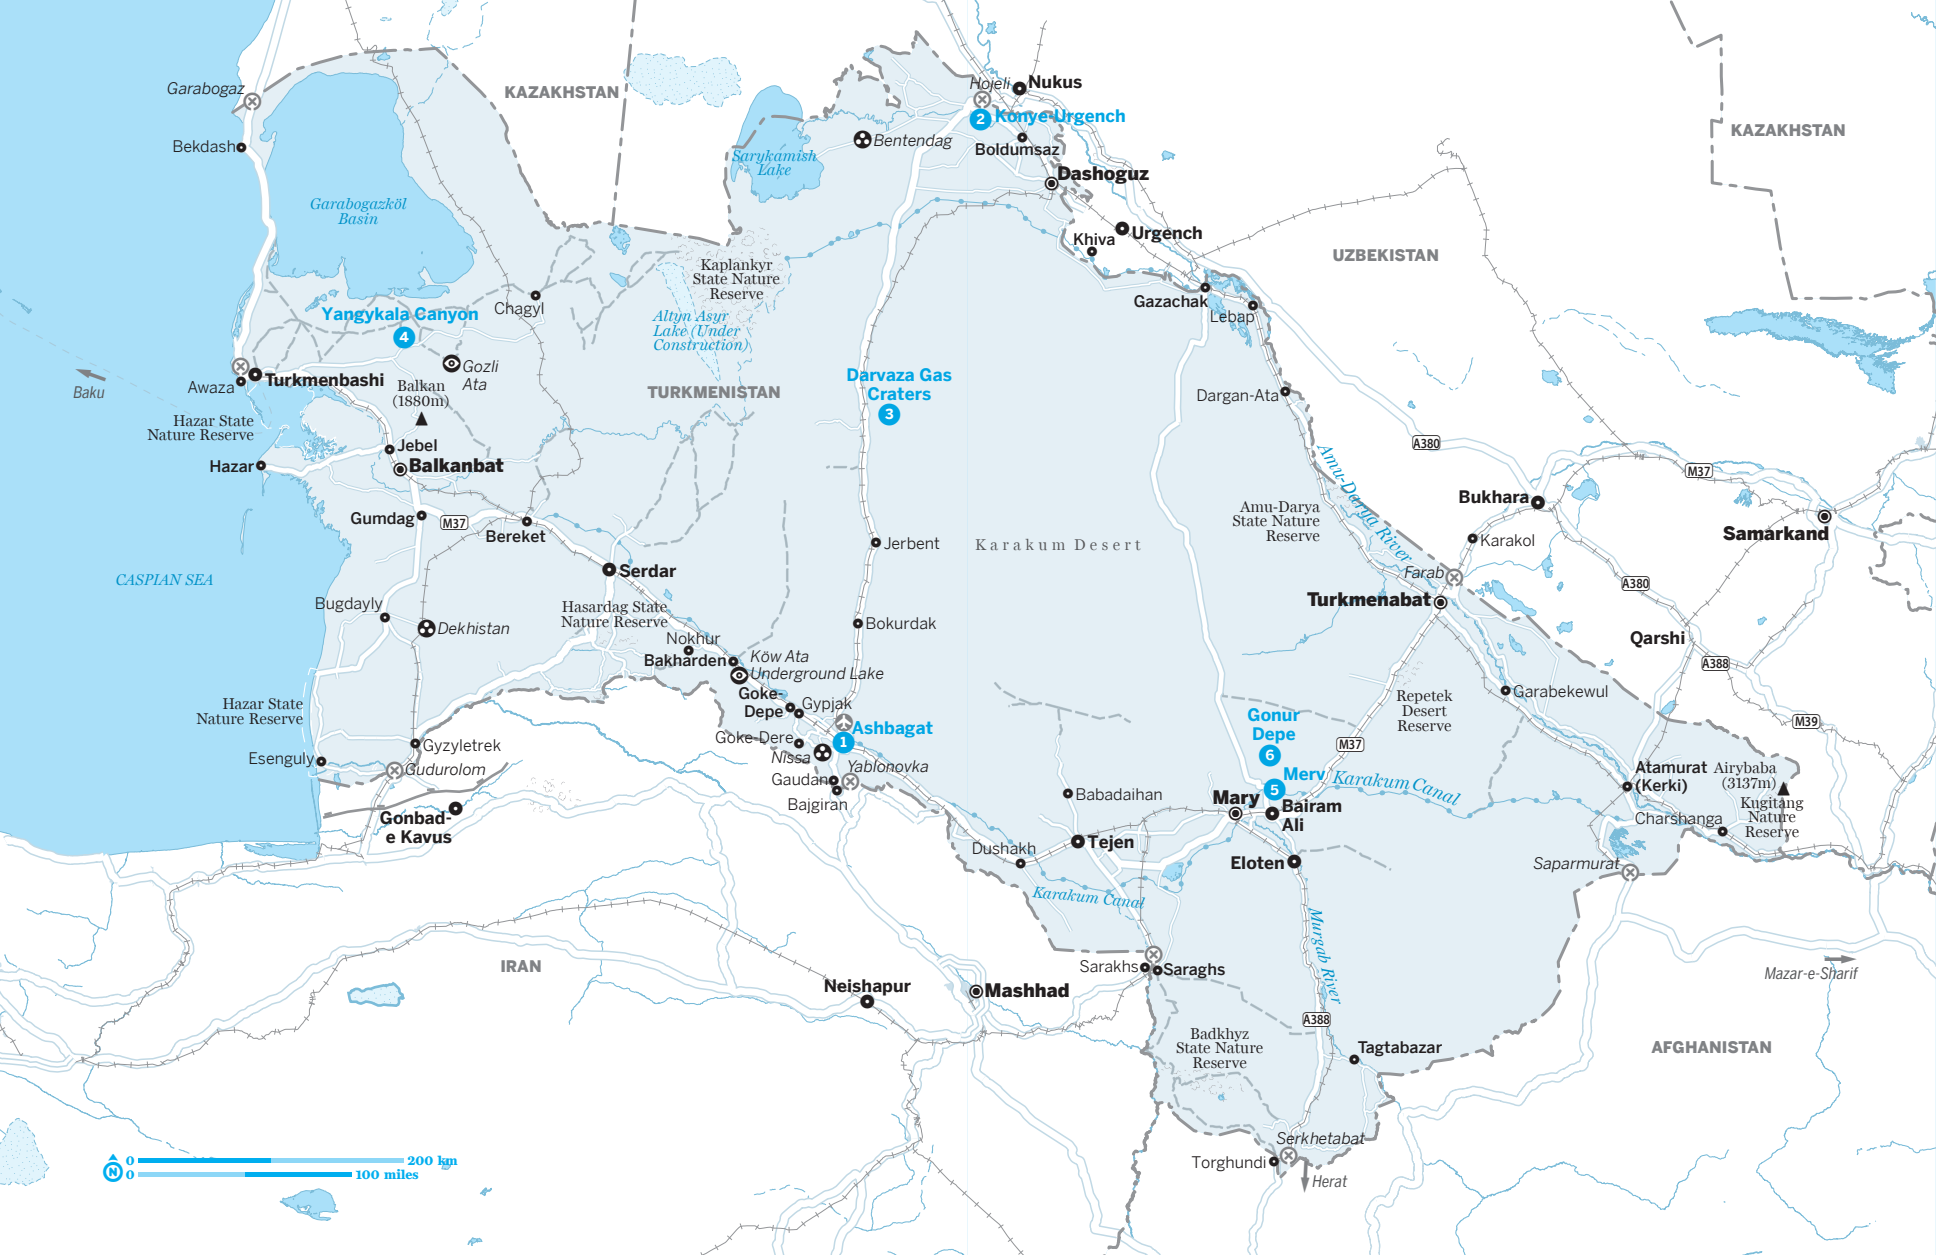 Garabogaz
KAZAKHSTAN
Hojeli
Nukus
2
Konye-Urgench
KAZAKHSTAN
Bekdash
Bentendag
Boldumsaz
Sarykamish
Lake
Dashoguz
Garabogazköl
Basin
Khiva
Urgench
UZBEKISTAN
Kaplankyr
State Nature
Reserve
Gazachak
Lebap
Chagyl
Yangykala Canyon
4
Altyn Asyr
Lake (Under
Construction)
Gozli
Ata
Awaza
Turkmenbashi
Baku
Balkan
(1880m)
TURKMENISTAN
Darvaza Gas
Craters
3
Dargan-Ata
Hazar State
Nature Reserve
Jebel
Hazar
Balkanbat
A380
M37
Amu-Darya River
Bukhara
Samarkand
Gumdag
M37
Bereket
Amu-Darya
State Nature
Reserve
Jerbent
Karakum Desert
Karakol
CASPIAN SEA
Serdar
Farab
A380
Turkmenabat
Hasardag State
Nature Reserve
Bugdayly
Dekhistan
Bokurdak
Nokhur
Bakharden
Köw Ata
Underground Lake
Qarshi
A388
Hazar State
Nature Reserve
Goke-
Depe
Gypjak
Repetek
Desert
Reserve
Garabekewul
M39
Ashbagat
1
Goke-Dere
Nissa
Gonur
Depe
6
M37
Esenguly
Gyzyletrek
Gudurolom
Yablonovka
Gaudan
Bajgiran
Merv
5
Karakum Canal
Atamurat
(Kerki)
Airybaba
(3137m)
Kugitang
Nature
Reserve
Babadaihan
Mary
Bairam
Ali
Charshanga
Gonbad-
e Kavus
Dushakh
Tejen
Eloten
Saparmurat
Karakum Canal
Murgab River
IRAN
Sarakhs
Saraghs
Mazar-e-Sharif
Neishapur
Mashhad
A388
Badkhyz
State Nature
Reserve
Tagtabazar
AFGHANISTAN
Serkhetabat
Torghundi
Herat
N
0
200 km
0
100 miles